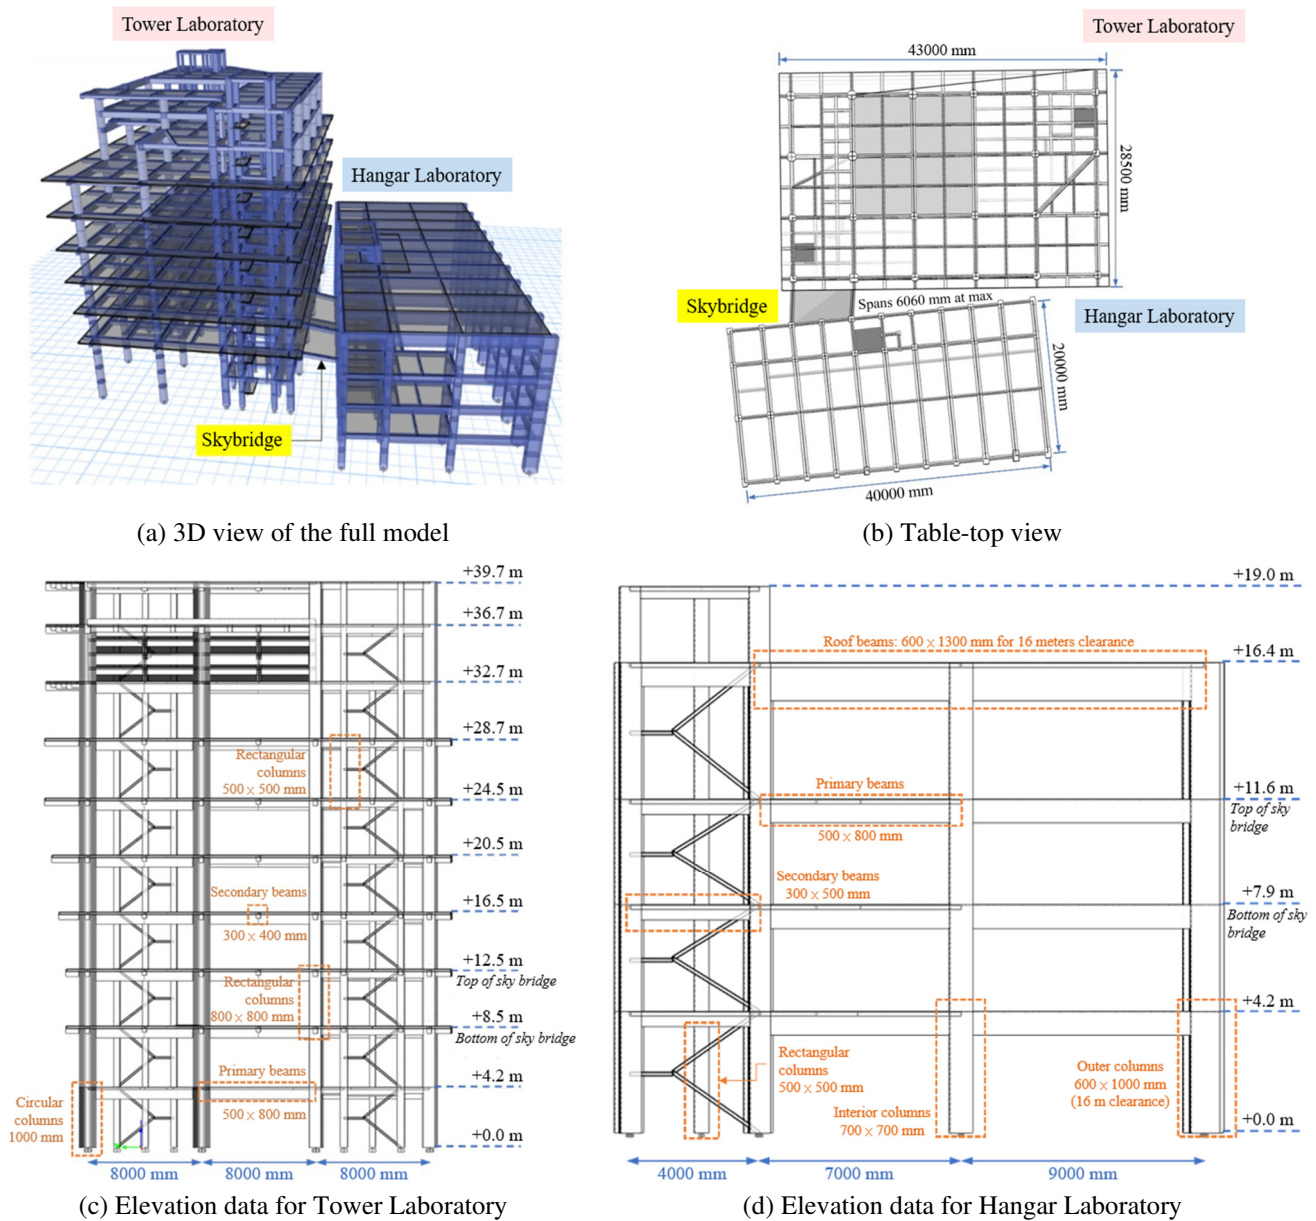 Tower Laboratory
Hangar Laboratory
Skybridge
(a) 3D view of the full model
Tower Laboratory
43000 mm
28500 mm
Skybridge
Spans 6060 mm at max
Hangar Laboratory
20000 mm
40000 mm
(b) Table-top view
+39.7 m
+36.7 m
+32.7 m
+28.7 m
Rectangular
columns
500 × 500 mm
+24.5 m
+20.5 m
Secondary beams
+16.5 m
300 × 400 mm
+12.5 m
Top of sky bridge
Rectangular
columns
800 × 800 mm
+8.5 m
Bottom of sky bridge
Primary beams
+4.2 m
500 × 800 mm
Circular
columns
1000 mm
+0.0 m
8000 mm
8000 mm
8000 mm
(c) Elevation data for Tower Laboratory
+19.0 m
Roof beams: 600 × 1300 mm for 16 meters clearance
+16.4 m
Primary beams
+11.6 m
Top of sky
bridge
500 × 800 mm
Secondary beams
300 × 500 mm
+7.9 m
Bottom of sky
bridge
+4.2 m
Rectangular
columns
500 × 500 mm
Interior columns
700 × 700 mm
Outer columns
600 × 1000 mm
(16 m clearance)
+0.0 m
4000 mm
7000 mm
9000 mm
(d) Elevation data for Hangar Laboratory